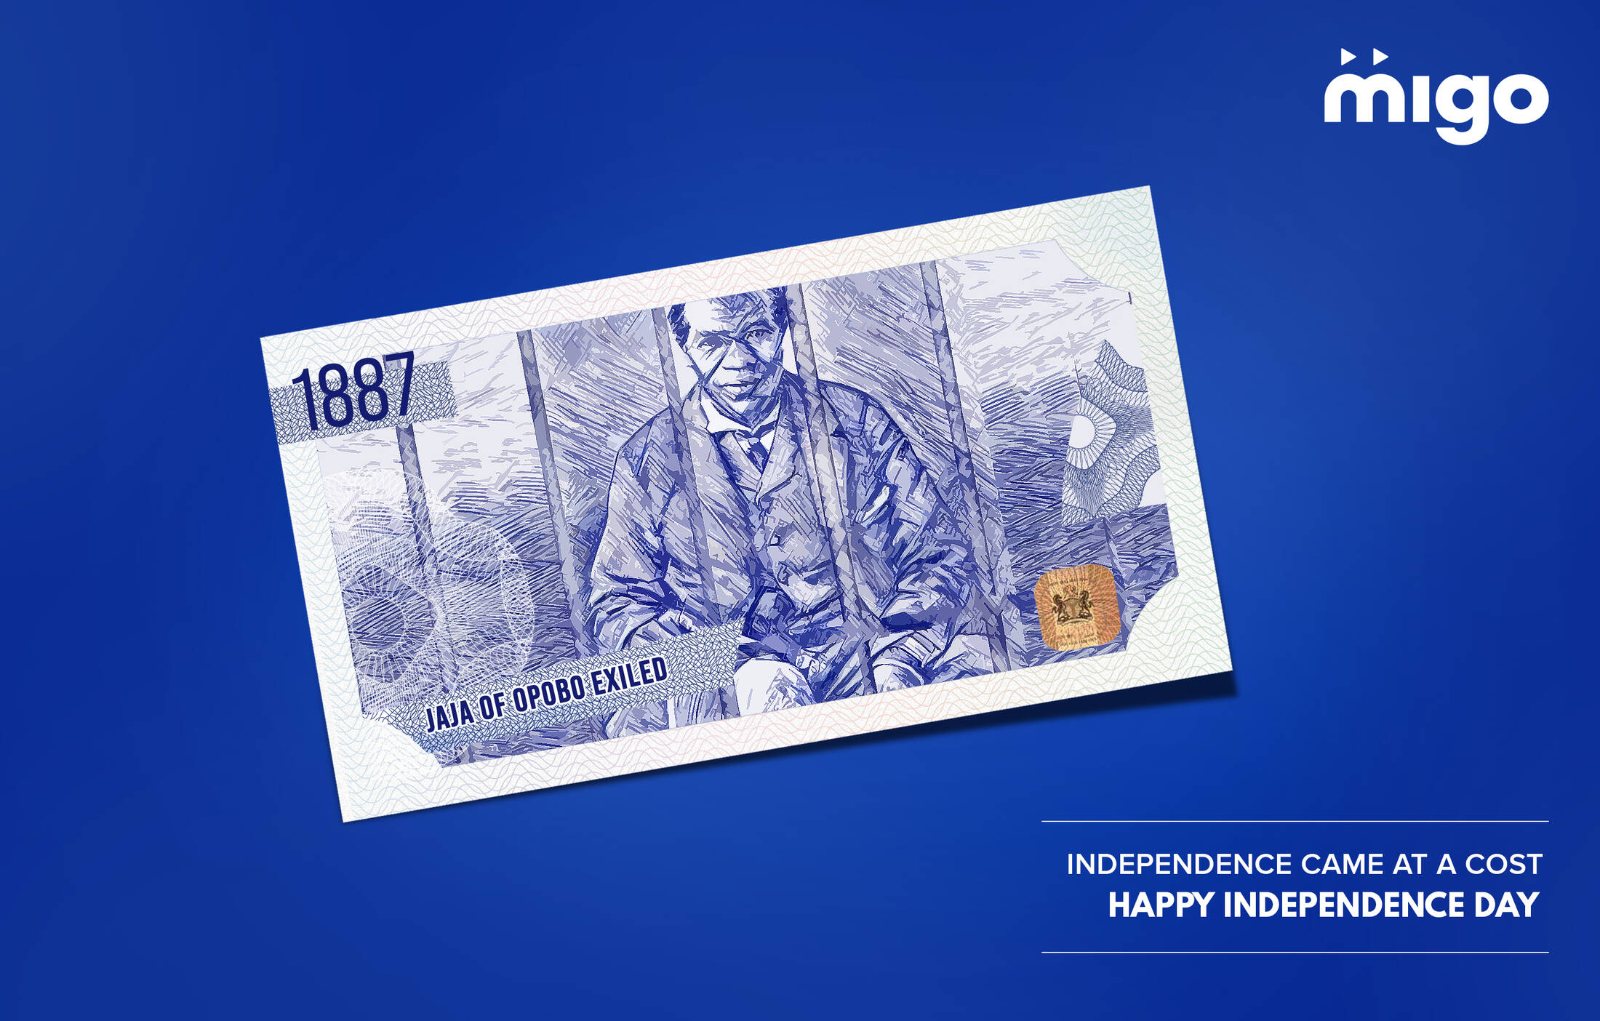 migo
1887
JAJA OF OPOBO EXILED
INDEPENDENCE CAME AT A COST
HAPPY INDEPENDENCE DAY